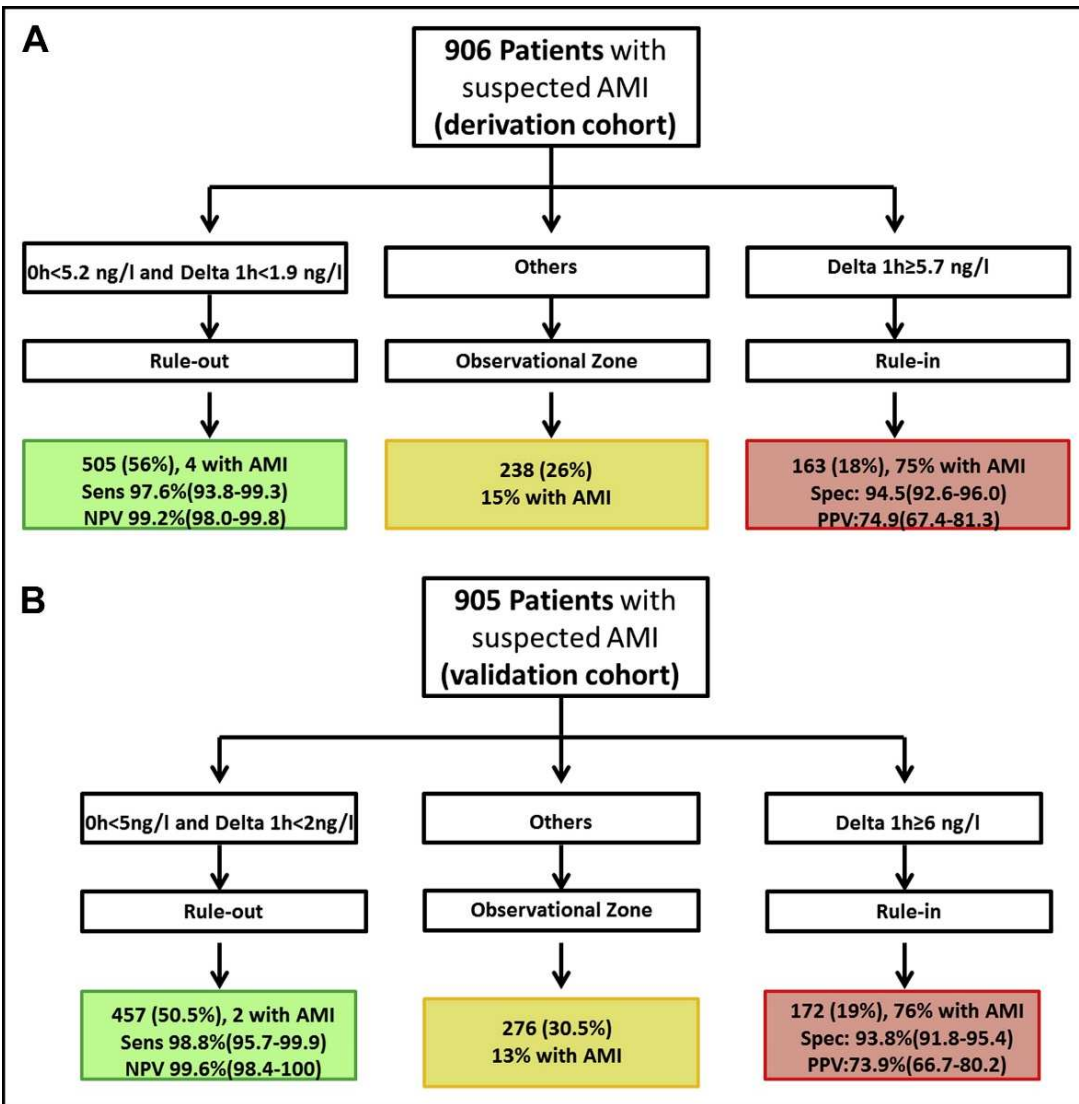 A
906 Patients with
suspected AMI
(derivation cohort)
0h<5.2 ng/l and Delta 1h<1.9 ng/l
Others
Delta 1h≥5.7 ng/l
Rule-out
Observational Zone
Rule-in
505 (56%), 4 with AMI
Sens 97.6%(93.8-99.3)
NPV 99.2%(98.0-99.8)
238 (26%)
15% with AMI
163 (18%), 75% with AMI
Spec: 94.5(92.6-96.0)
PPV:74.9(67.4-81.3)
B
905 Patients with
suspected AMI
(validation cohort)
0h<5ng/l and Delta 1h<2ng/l
Others
Delta 1h≥6 ng/l
Rule-out
Observational Zone
Rule-in
457 (50.5%), 2 with AMI
Sens 98.8%(95.7-99.9)
NPV 99.6%(98.4-100)
276 (30.5%)
13% with AMI
172 (19%), 76% with AMI
Spec: 93.8%(91.8-95.4)
PPV:73.9%(66.7-80.2)